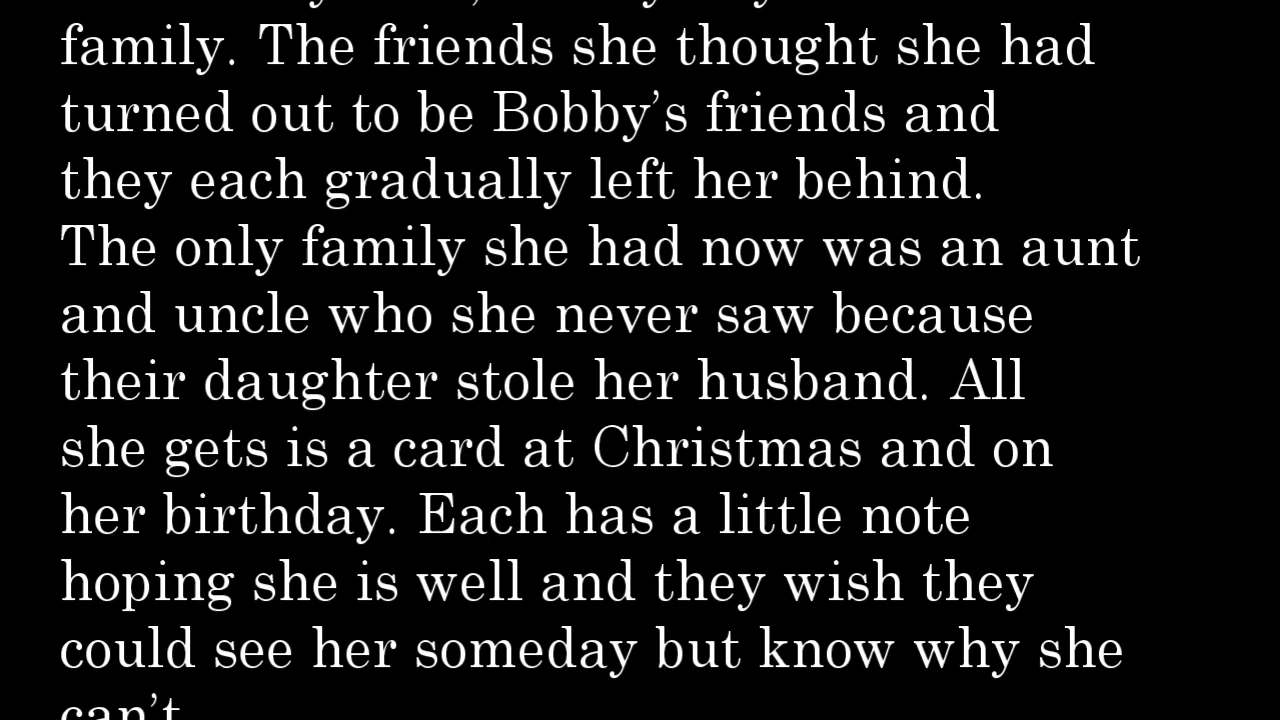 family. The friends she thought she had
turned out to be Bobby’s friends and
they each gradually left her behind.
The only family she had now was an aunt
and uncle who she never saw because
their daughter stole her husband. All
she gets is a card at Christmas and on
her birthday. Each has a little note
hoping she is well and they wish they
could see her someday but know why she
can’t